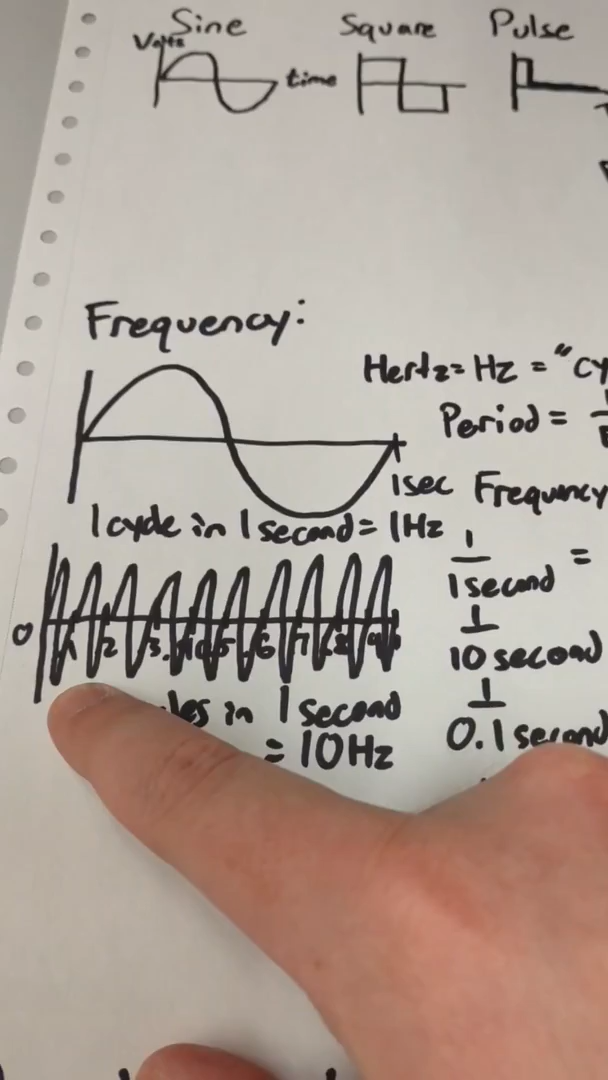 Sine Square Pulse
Volts
time
Frequency:
Hertz = Hz = "Cy
Period = 1
1sec Frequency
1 cycle in 1 second = 1Hz
1
=
1 second
0 1 2 3 5 6 7 8 9
1
10 second
les in 1 second
1
= 10Hz
0.1 second